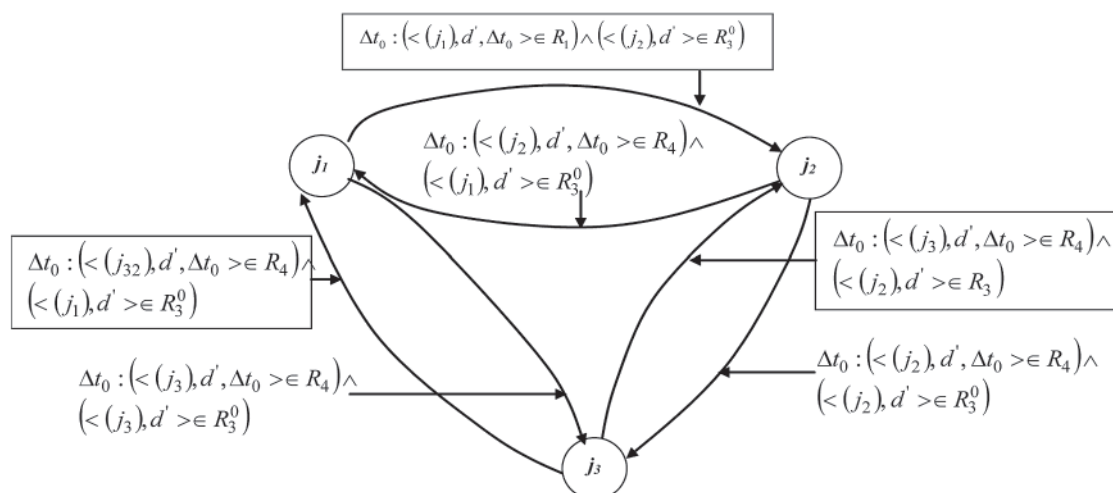 Δt₀ : (<(j₁), d', Δt₀ >∈ R₁) ∧ (<(j₂), d' >∈ R₃⁰)
Δt₀ : (<(j₂), d', Δt₀ >∈ R₄) ∧
(<(j₁), d' >∈ R₃⁰)
j₁
j₂
Δt₀ : (<(j₃₂), d', Δt₀ >∈ R₄) ∧
(<(j₁), d' >∈ R₃⁰)
Δt₀ : (<(j₃), d', Δt₀ >∈ R₄) ∧
(<(j₂), d' >∈ R₃)
Δt₀ : (<(j₃), d', Δt₀ >∈ R₄) ∧
(<(j₃), d' >∈ R₃⁰)
Δt₀ : (<(j₂), d', Δt₀ >∈ R₄) ∧
(<(j₂), d' >∈ R₃⁰)
j₃